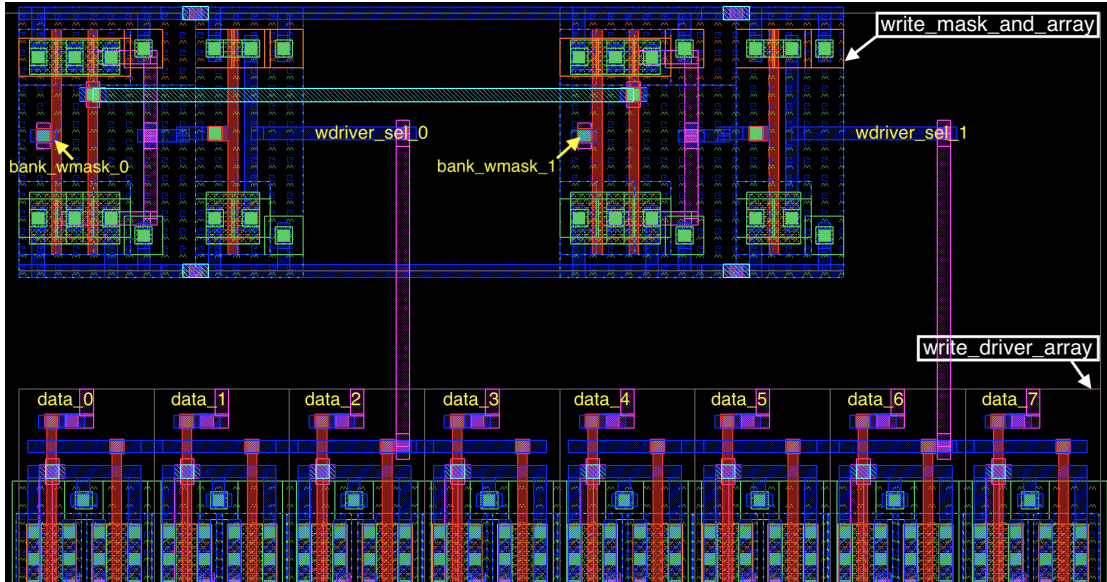 write_mask_and_array
wdriver_sel_0
wdriver_sel_1
bank_wmask_0
bank_wmask_1
write_driver_array
data_0
data_1
data_2
data_3
data_4
data_5
data_6
data_7